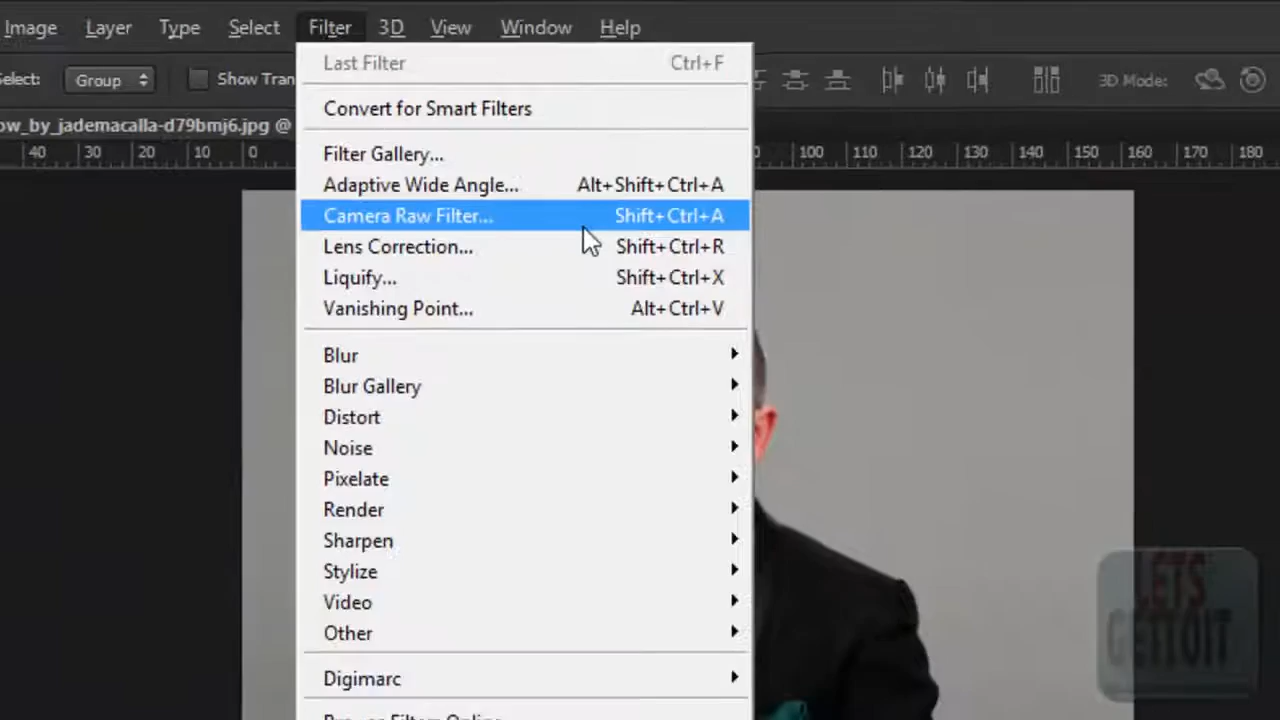 Image Layer Type Select Filter 3D View Window Help
Select: Group Show Tran 3D Mode:
ow_by_jademacalla-d79bmj6.jpg @
40 30 20 10 0 100 110 120 130 140 150 160 170 180
Last Filter Ctrl+F
Convert for Smart Filters
Filter Gallery...
Adaptive Wide Angle... Alt+Shift+Ctrl+A
Camera Raw Filter... Shift+Ctrl+A
Lens Correction... Shift+Ctrl+R
Liquify... Shift+Ctrl+X
Vanishing Point... Alt+Ctrl+V
Blur
Blur Gallery
Distort
Noise
Pixelate
Render
Sharpen
Stylize
Video
Other
Digimarc
Browse Filters Online
LETS
GETTOIT